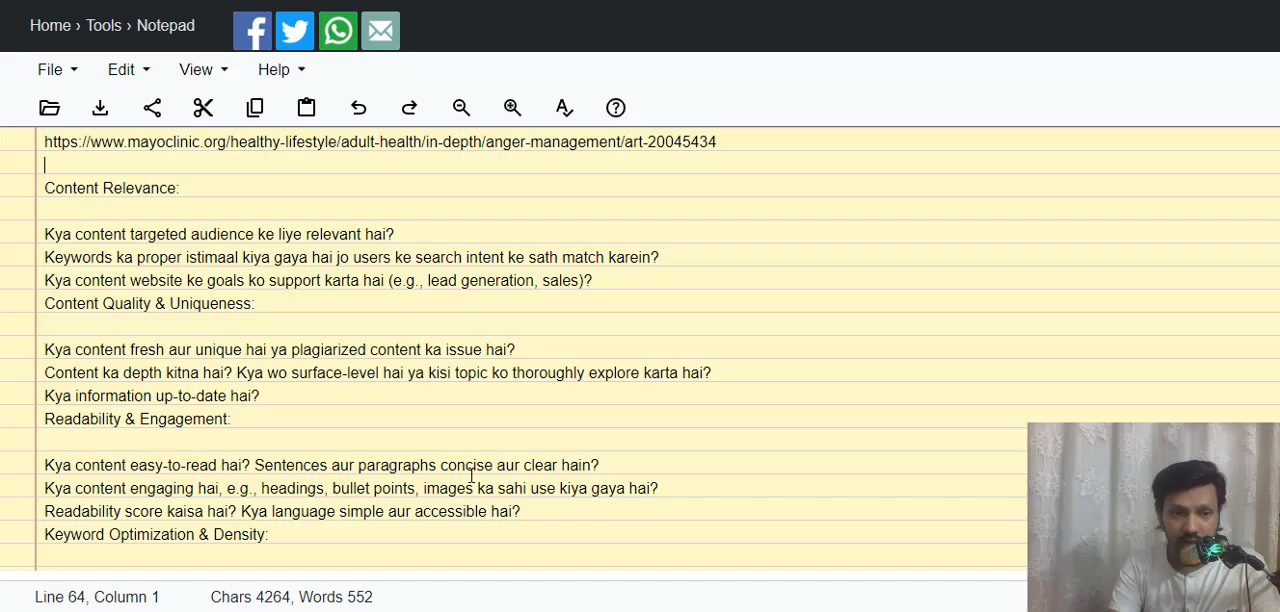 Home › Tools › Notepad
File Edit View Help
https://www.mayoclinic.org/healthy-lifestyle/adult-health/in-depth/anger-management/art-20045434
Content Relevance:
Kya content targeted audience ke liye relevant hai?
Keywords ka proper istimaal kiya gaya hai jo users ke search intent ke sath match karein?
Kya content website ke goals ko support karta hai (e.g., lead generation, sales)?
Content Quality & Uniqueness:
Kya content fresh aur unique hai ya plagiarized content ka issue hai?
Content ka depth kitna hai? Kya wo surface-level hai ya kisi topic ko thoroughly explore karta hai?
Kya information up-to-date hai?
Readability & Engagement:
Kya content easy-to-read hai? Sentences aur paragraphs concise aur clear hain?
Kya content engaging hai, e.g., headings, bullet points, images ka sahi use kiya gaya hai?
Readability score kaisa hai? Kya language simple aur accessible hai?
Keyword Optimization & Density:
Line 64, Column 1 Chars 4264, Words 552